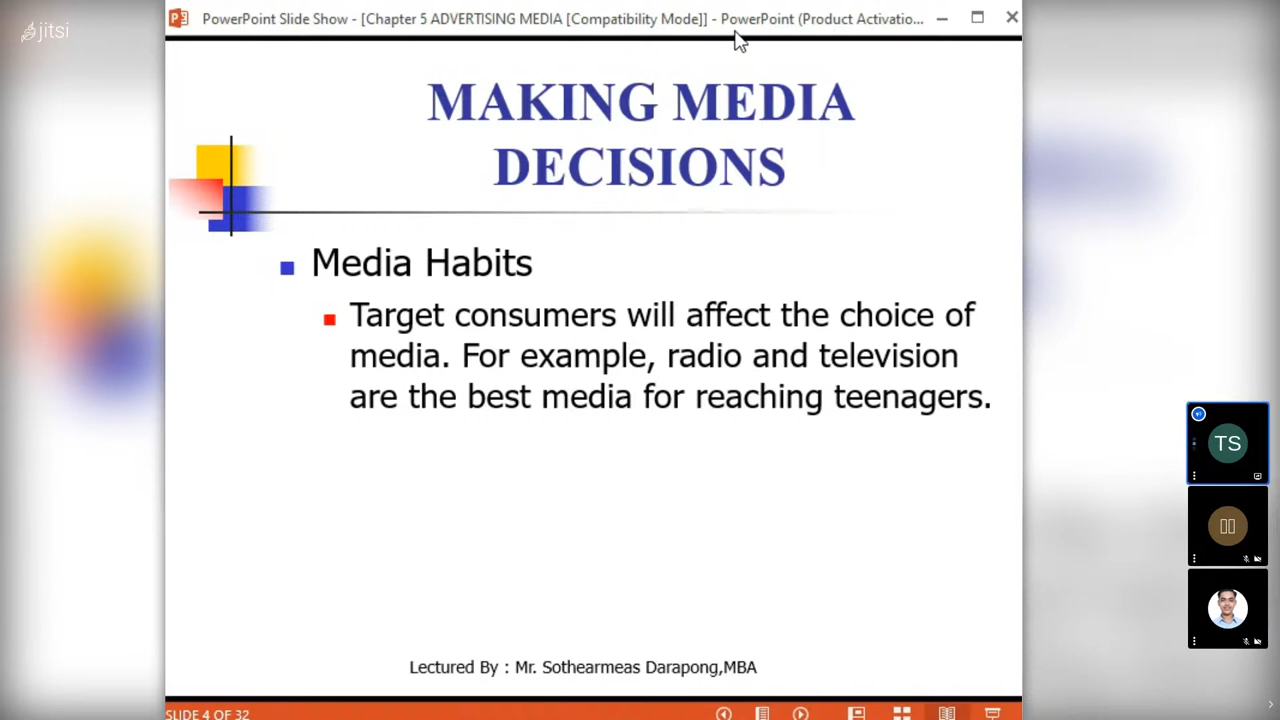 PowerPoint Slide Show - [Chapter 5 ADVERTISING MEDIA [Compatibility Mode]] - PowerPoint (Product Activatio...
jitsi
MAKING MEDIA
DECISIONS
Media Habits
Target consumers will affect the choice of
media. For example, radio and television
are the best media for reaching teenagers.
TS
Lectured By : Mr. Sothearmeas Darapong,MBA
SLIDE 4 OF 32